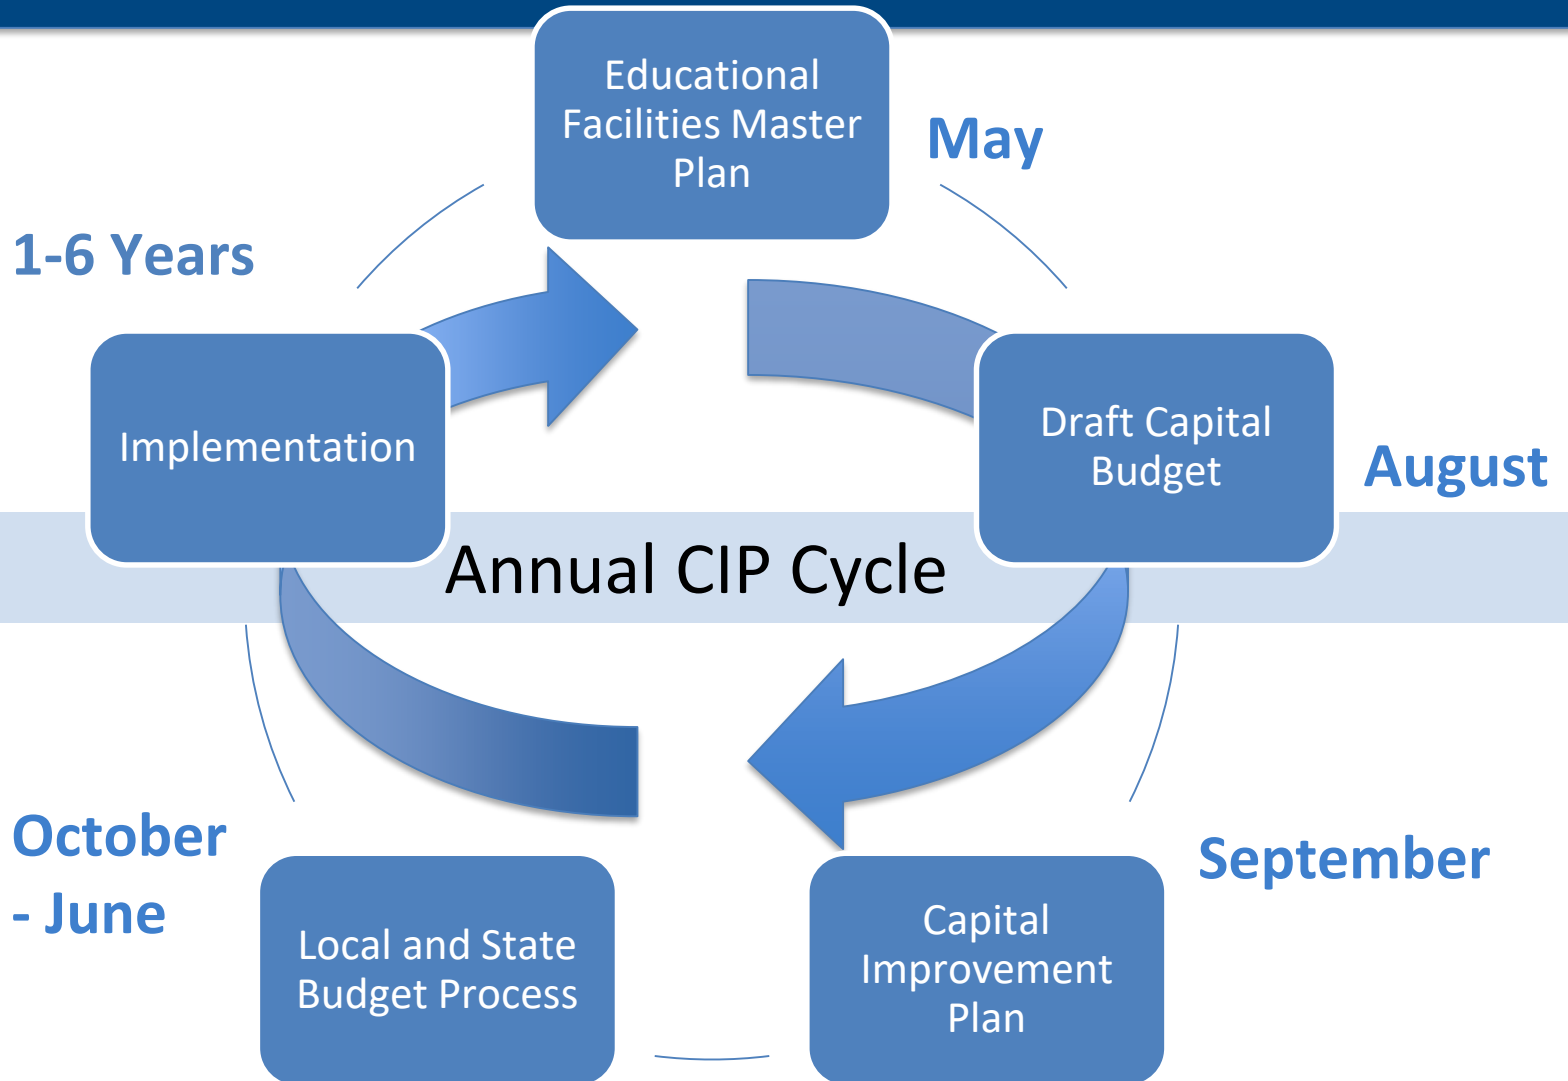 Educational
Facilities Master
Plan
May
1-6 Years
Implementation
Draft Capital
Budget
August
Annual CIP Cycle
October
- June
September
Local and State
Budget Process
Capital
Improvement
Plan